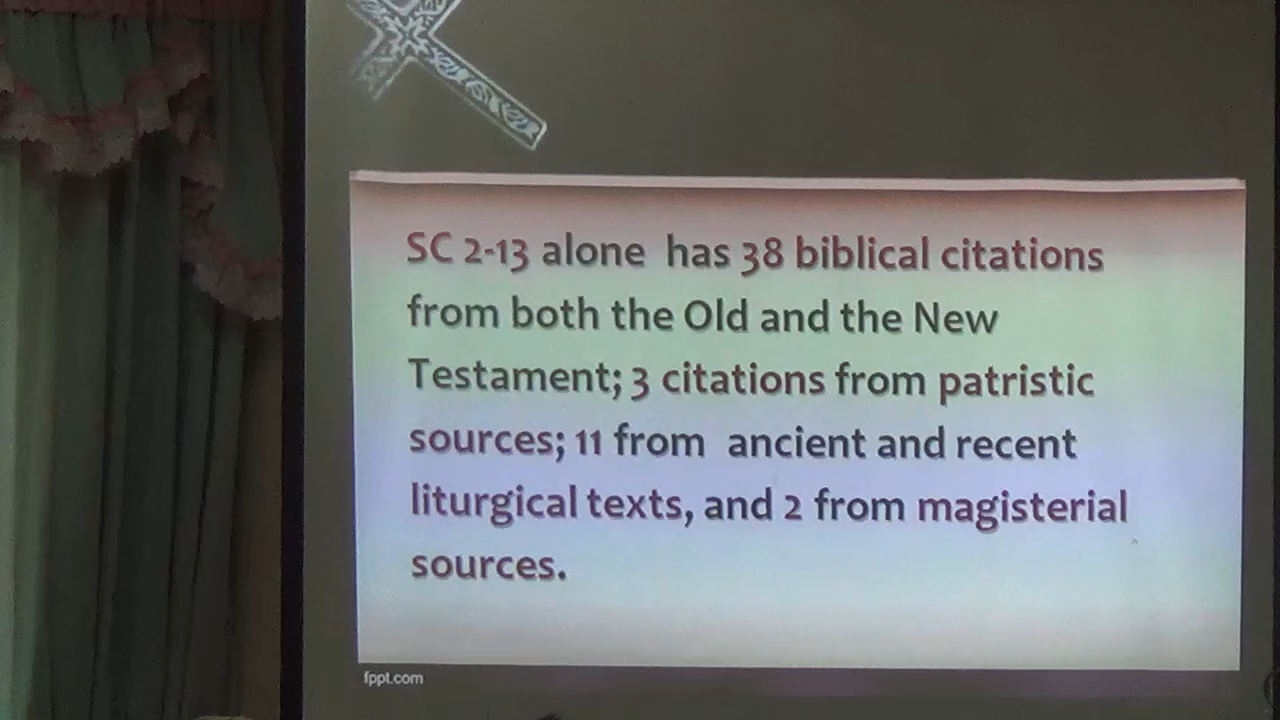 SC 2-13 alone has 38 biblical citations
from both the Old and the New
Testament; 3 citations from patristic
sources; 11 from ancient and recent
liturgical texts, and 2 from magisterial
sources.
fppt.com